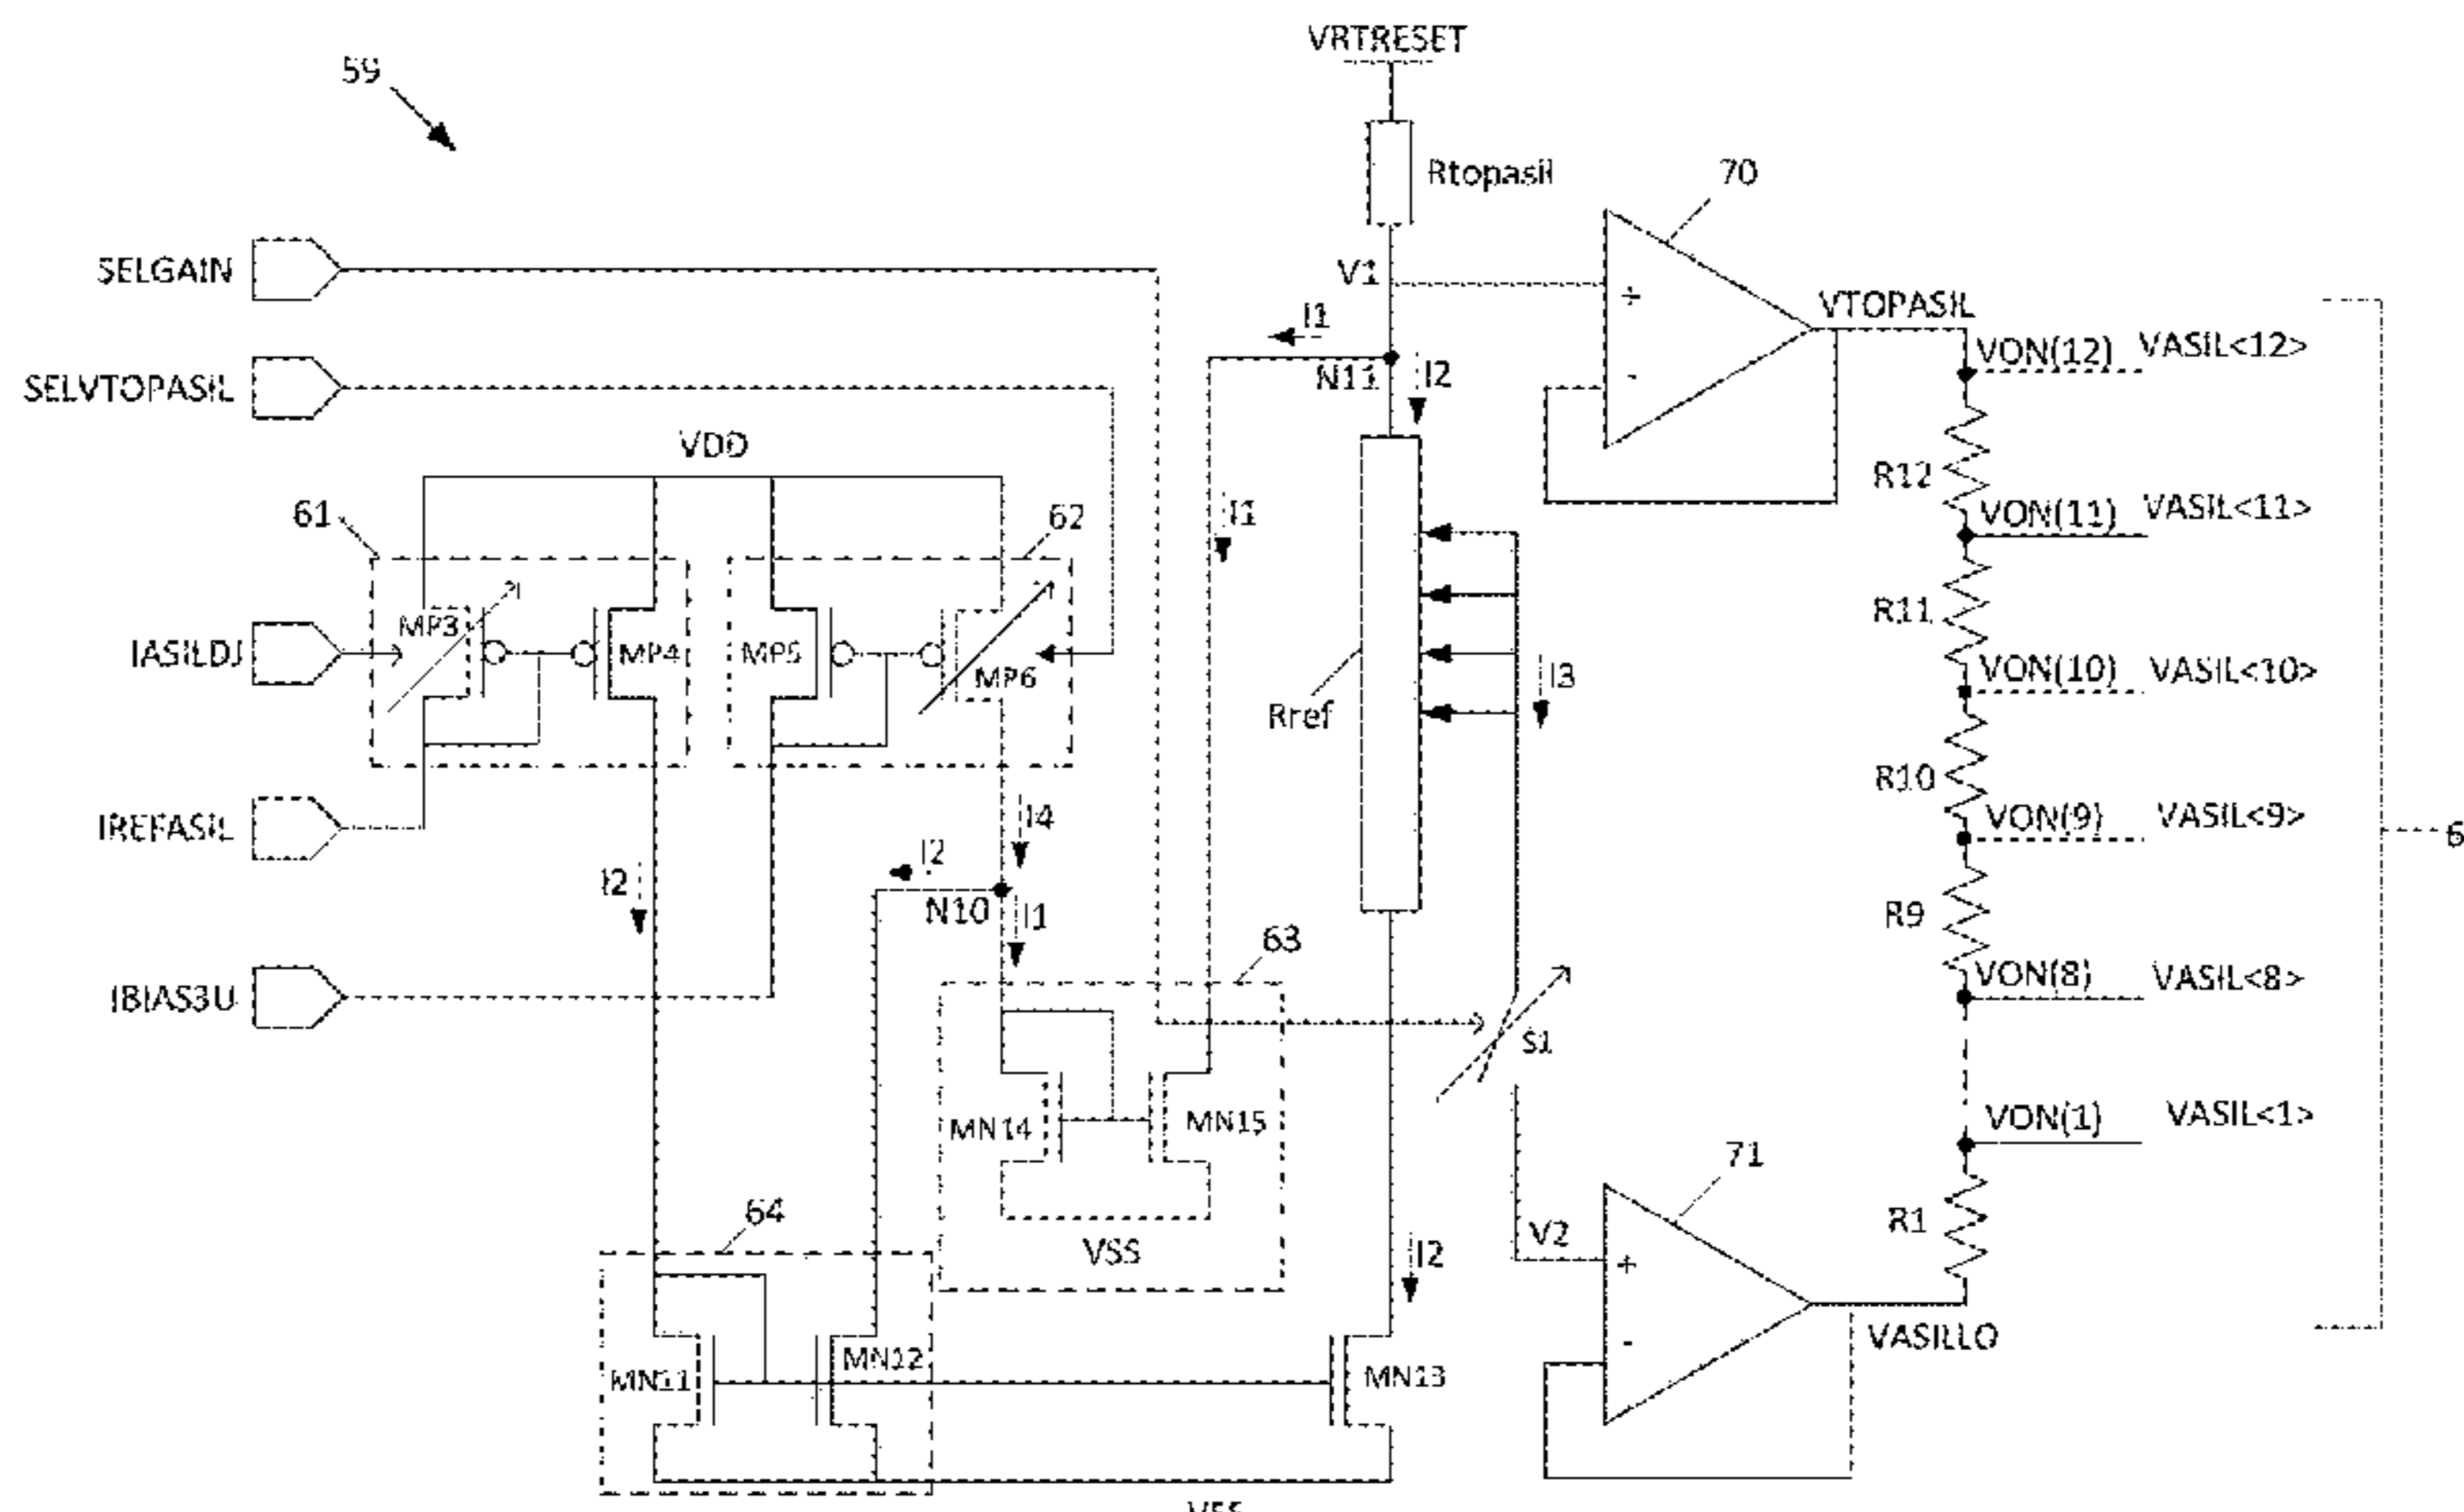 VRTRESET
59
Rtopasil
70
SELGAIN
V1
+
VTOPASIL
I1
VON(12)
VASIL<12>
SELVTOPASIL
N11
I2
-
VDD
R12
61
62
I1
VON(11)
VASIL<11>
MP3
R11
IASILDJ
MP4
MP5
MP6
I3
VON(10)
VASIL<10>
Rref
R10
IREFASIL
I4
VON(9)
VASIL<9>
6
I2
I2
N10
I1
R9
63
IBIAS3U
VON(8)
VASIL<8>
S1
MN14
MN15
VON(1)
VASIL<1>
71
64
R1
VSS
I2
V2
+
VASILLO
-
MN11
MN12
MN13